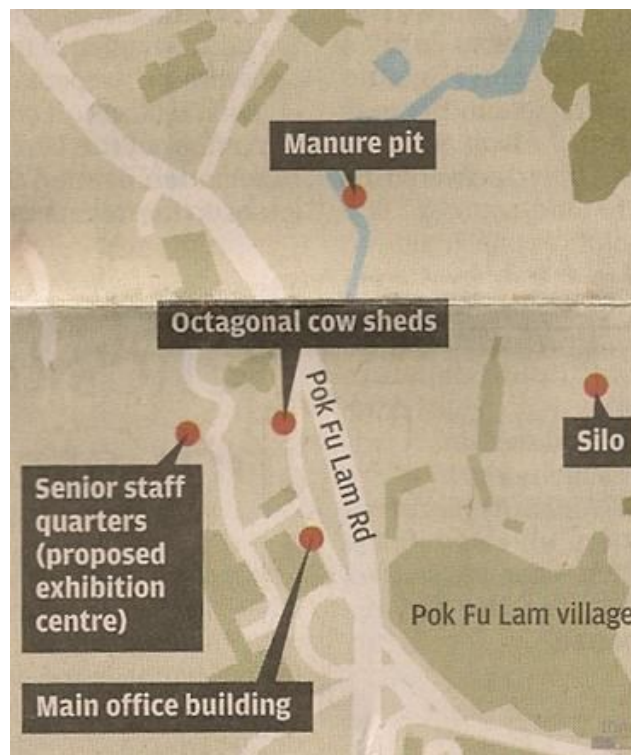 Manure pit
Octagonal cow sheds
Pok Fu Lam Rd
Silo
Senior staff
quarters
(proposed
exhibition
centre)
Pok Fu Lam village
Main office building